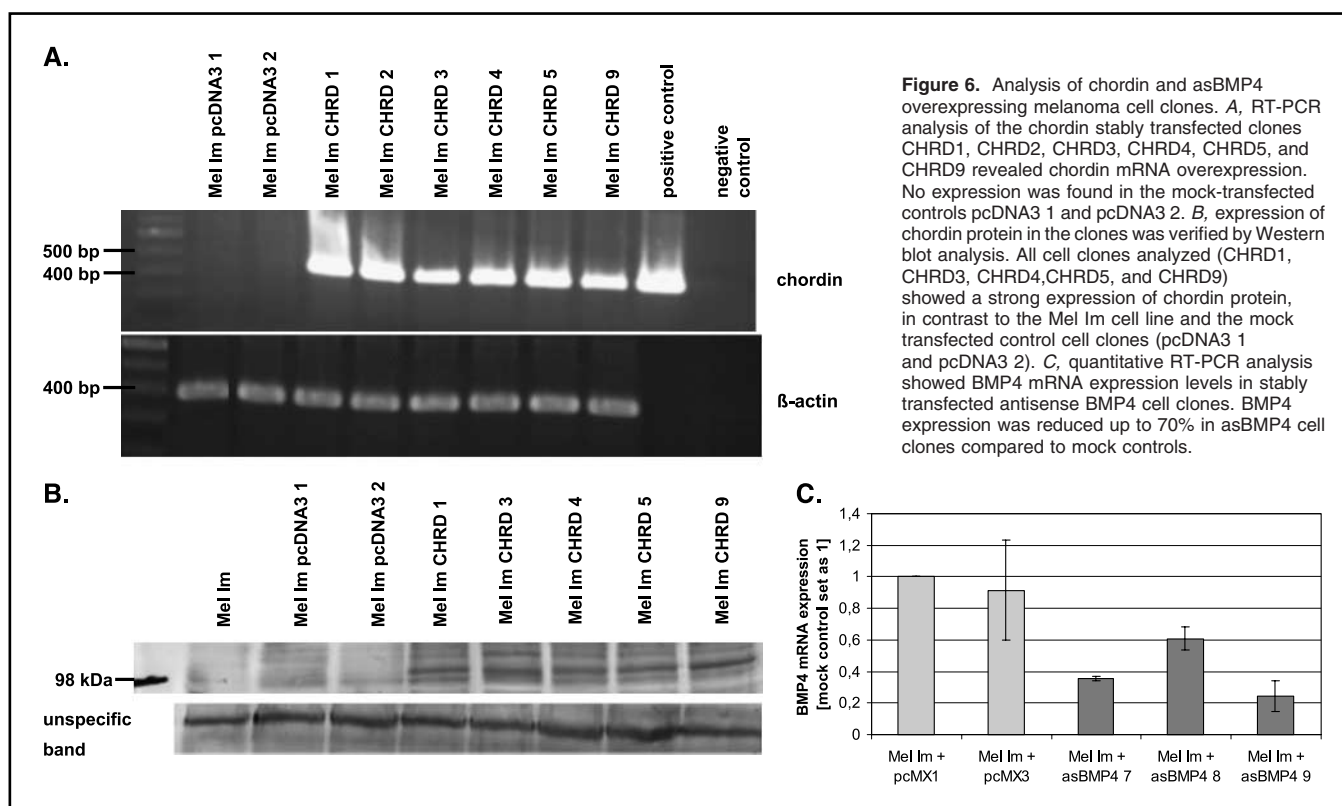 A.
Mel Im pcDNA3 1
Mel Im pcDNA3 2
Mel Im CHRD 1
Mel Im CHRD 2
Mel Im CHRD 3
Mel Im CHRD 4
Mel Im CHRD 5
Mel Im CHRD 9
positive control
negative
control
500 bp
400 bp
chordin
400 bp
ß-actin
Figure 6. Analysis of chordin and asBMP4
overexpressing melanoma cell clones. A, RT-PCR
analysis of the chordin stably transfected clones
CHRD1, CHRD2, CHRD3, CHRD4, CHRD5, and
CHRD9 revealed chordin mRNA overexpression.
No expression was found in the mock-transfected
controls pcDNA3 1 and pcDNA3 2. B, expression of
chordin protein in the clones was verified by Western
blot analysis. All cell clones analyzed (CHRD1,
CHRD3, CHRD4,CHRD5, and CHRD9)
showed a strong expression of chordin protein,
in contrast to the Mel Im cell line and the mock
transfected control cell clones (pcDNA3 1
and pcDNA3 2). C, quantitative RT-PCR analysis
showed BMP4 mRNA expression levels in stably
transfected antisense BMP4 cell clones. BMP4
expression was reduced up to 70% in asBMP4 cell
clones compared to mock controls.
B.
Mel Im
Mel Im pcDNA3 1
Mel Im pcDNA3 2
Mel Im CHRD 1
Mel Im CHRD 3
Mel Im CHRD 4
Mel Im CHRD 5
Mel Im CHRD 9
98 kDa
unspecific
band
C.
BMP4 mRNA expression
[mock control set as 1]
1,4
1,2
1
0,8
0,6
0,4
0,2
0
Mel Im +
pcMX1
Mel Im +
pcMX3
Mel Im +
asBMP4 7
Mel Im +
asBMP4 8
Mel Im +
asBMP4 9